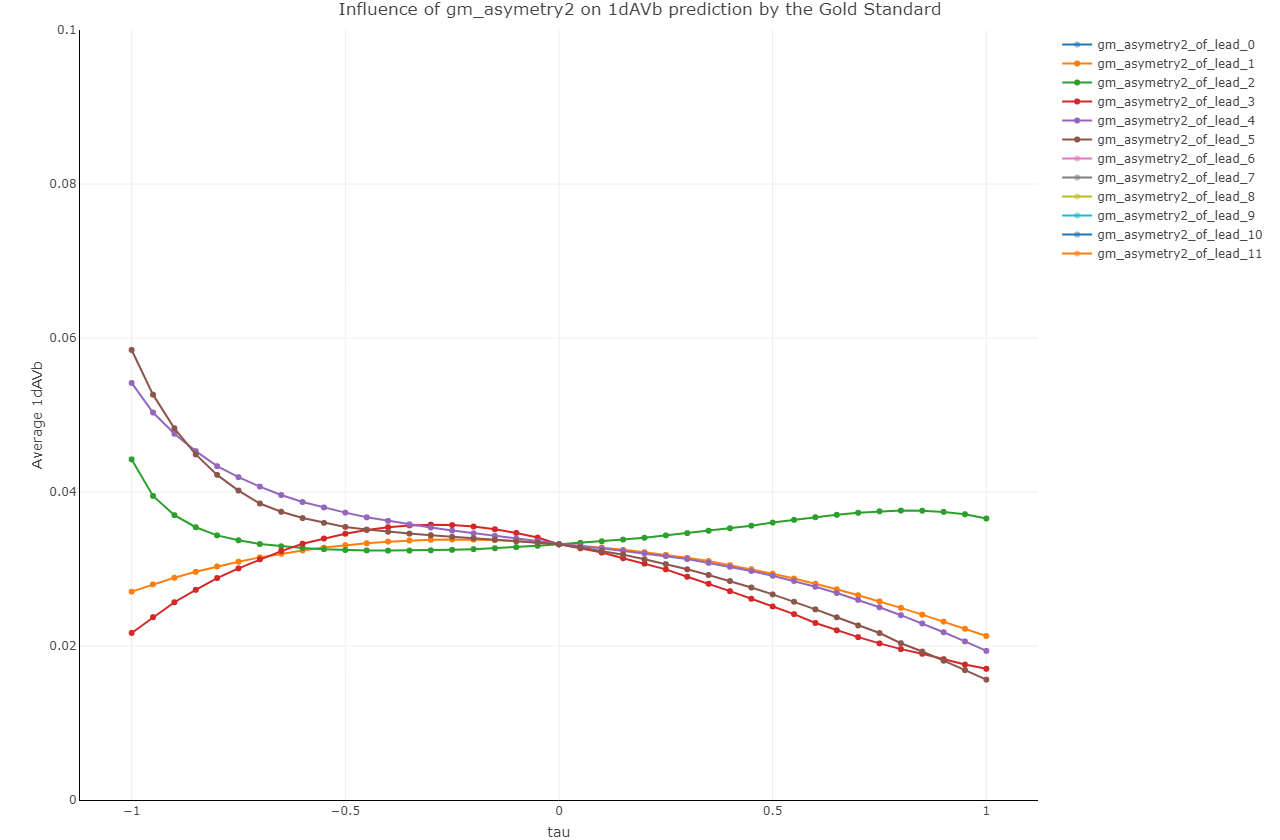 Influence of gm_asymetry2 on 1dAVb prediction by the Gold Standard
0.1
0.08
0.06
0.04
0.02
0
Average 1dAVb
−1
−0.5
0
0.5
1
tau
gm_asymetry2_of_lead_0
gm_asymetry2_of_lead_1
gm_asymetry2_of_lead_2
gm_asymetry2_of_lead_3
gm_asymetry2_of_lead_4
gm_asymetry2_of_lead_5
gm_asymetry2_of_lead_6
gm_asymetry2_of_lead_7
gm_asymetry2_of_lead_8
gm_asymetry2_of_lead_9
gm_asymetry2_of_lead_10
gm_asymetry2_of_lead_11